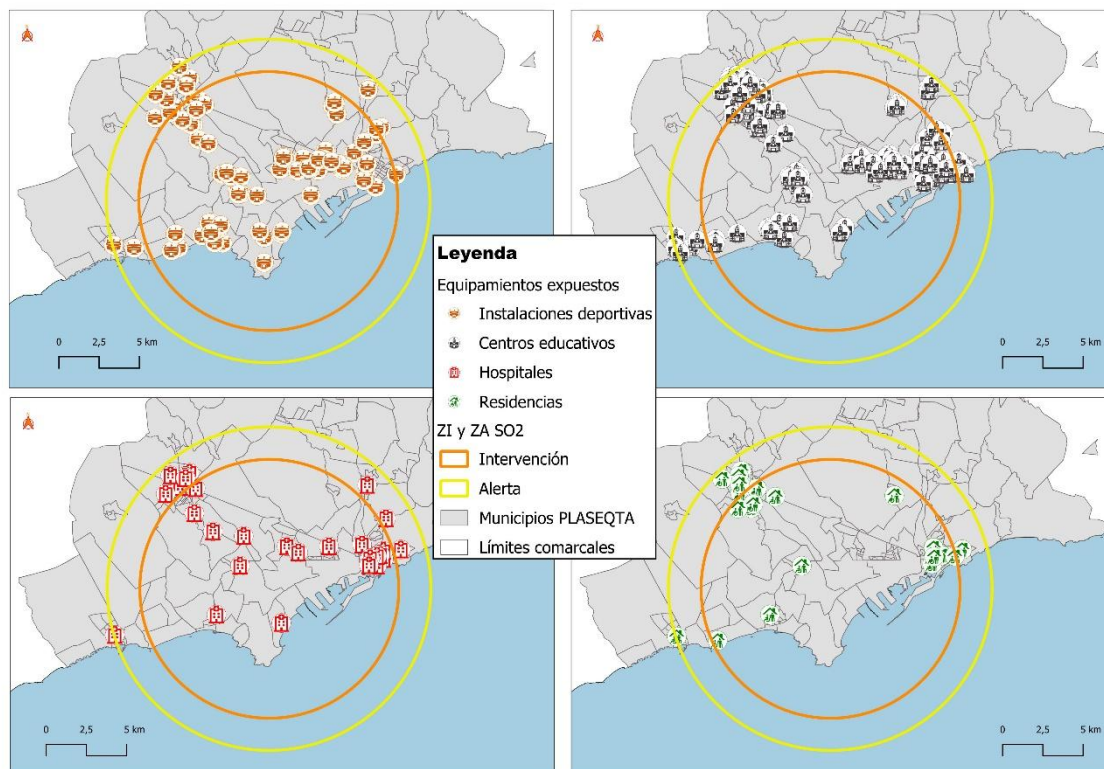 Leyenda
Equipamientos expuestos
Instalaciones deportivas
Centros educativos
Hospitales
Residencias
ZI y ZA SO2
Intervención
Alerta
Municipios PLASEQTA
Límites comarcales
0 2,5 5 km
0 2,5 5 km
0 2,5 5 km
0 2,5 5 km